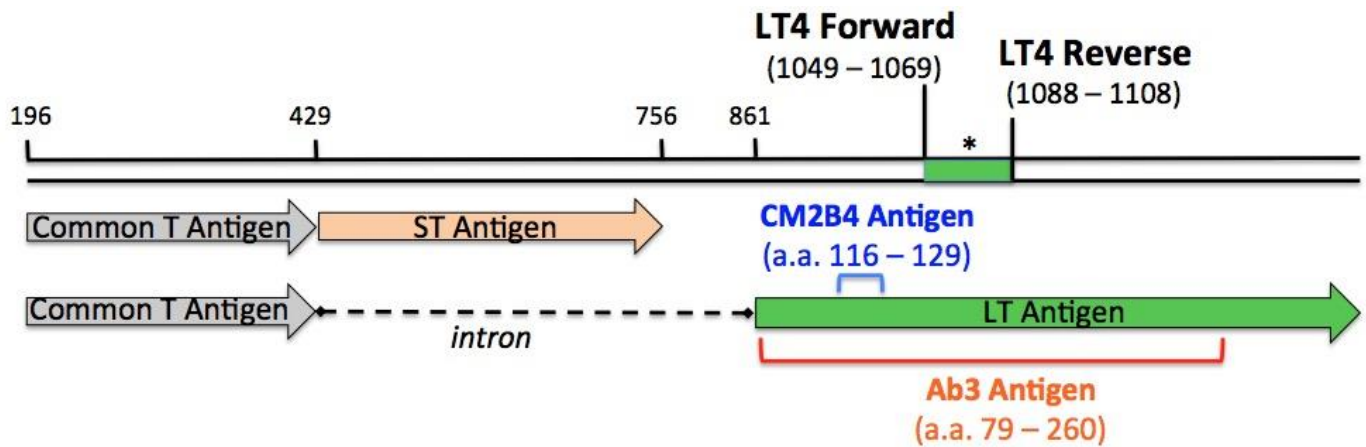 LT4 Forward
(1049 – 1069)
LT4 Reverse
(1088 – 1108)
196
429
756
861
*
Common T Antigen
ST Antigen
CM2B4 Antigen
(a.a. 116 – 129)
Common T Antigen
intron
LT Antigen
Ab3 Antigen
(a.a. 79 – 260)